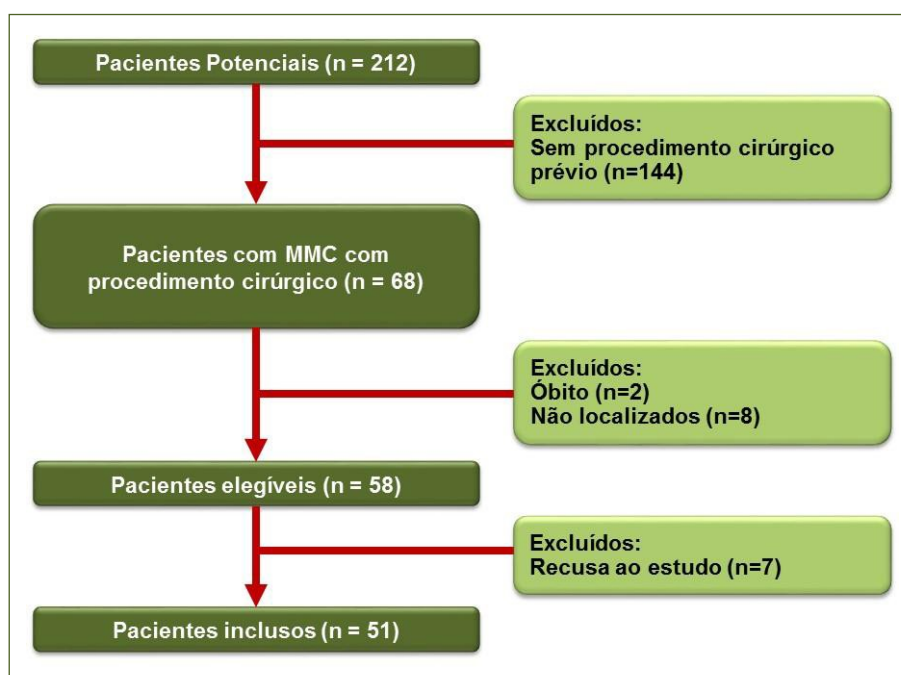 Pacientes Potenciais (n = 212)
Excluídos:
Sem procedimento cirúrgico
prévio (n=144)
Pacientes com MMC com
procedimento cirúrgico (n = 68)
Excluídos:
Óbito (n=2)
Não localizados (n=8)
Pacientes elegíveis (n = 58)
Excluídos:
Recusa ao estudo (n=7)
Pacientes inclusos (n = 51)